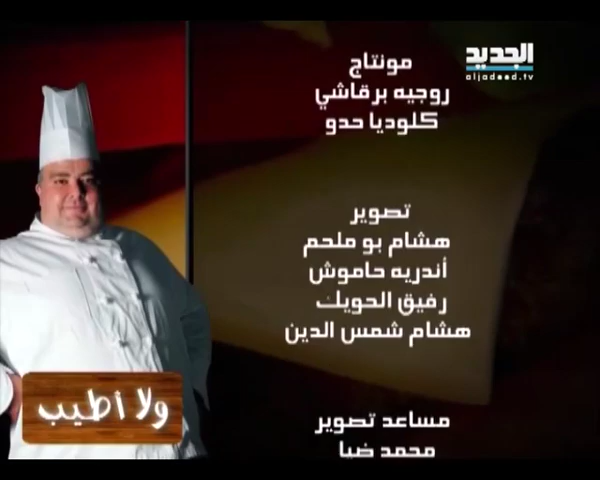 الجديد
aljadeed.tv
مونتاج
روجيه برقاشي
كلوديا حدو
تصوير
هشام بو ملحم
أندريه حاموش
رفيق الحويك
هشام شمس الدين
مساعد تصوير
محمد ضيا
ولا أطيب